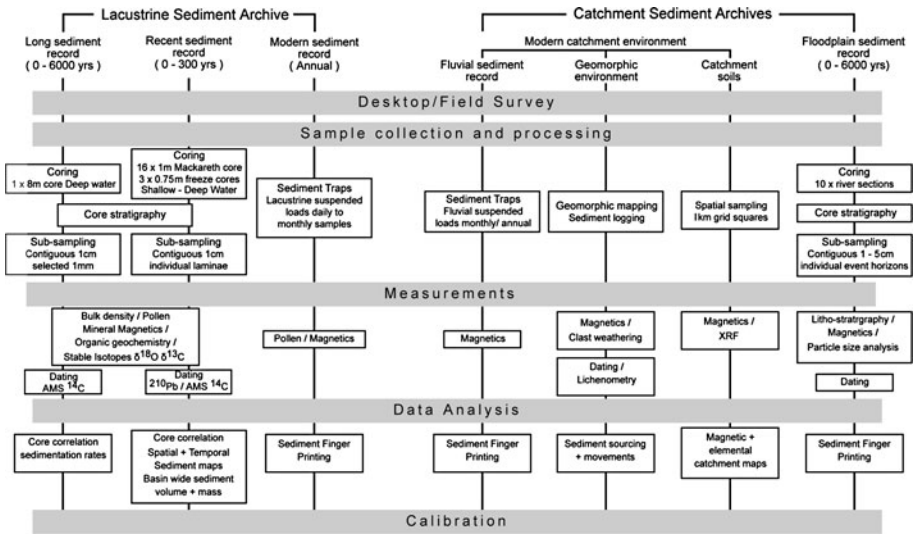 Lacustrine Sediment Archive
Catchment Sediment Archives
Long sediment
record
( 0 - 6000 yrs )
Recent sediment
record
( 0 - 300 yrs )
Modern sediment
record
( Annual )
Modern catchment environment
Fluvial sediment
record
Geomorphic
environment
Catchment
soils
Floodplain sediment
record
( 0 - 6000 yrs)
Desktop/Field Survey
Sample collection and processing
Coring
1 x 8m core Deep water
Coring
16 x 1m Mackareth core
3 x 0.75m freeze cores
Shallow - Deep Water
Sediment Traps
Lacustrine suspended
loads daily to
monthly samples
Sediment Traps
Fluvial suspended
loads monthly/ annual
Geomorphic mapping
Sediment logging
Spatial sampling
1km grid squares
Coring
10 x river sections
Core stratigraphy
Core stratigraphy
Sub-sampling
Contiguous 1cm
selected 1mm
Sub-sampling
Contiguous 1cm
individual laminae
Sub-sampling
Contiguous 1 - 5cm
individual event horizons
Measurements
Bulk density / Pollen
Mineral Magnetics /
Organic geochemistry /
Stable Isotopes δ18O δ13C
Pollen / Magnetics
Magnetics
Magnetics /
Clast weathering
Magnetics /
XRF
Litho-stratrgraphy /
Magnetics /
Particle size analysis
Dating
AMS 14C
Dating
210Pb / AMS 14C
Dating /
Lichenometry
Dating
Data Analysis
Core correlation
sedimentation rates
Core correlation
Spatial + Temporal
Sediment maps
Basin wide sediment
volume + mass
Sediment Finger
Printing
Sediment Finger
Printing
Sediment sourcing
+ movements
Magnetic +
elemental
catchment maps
Sediment Finger
Printing
Calibration